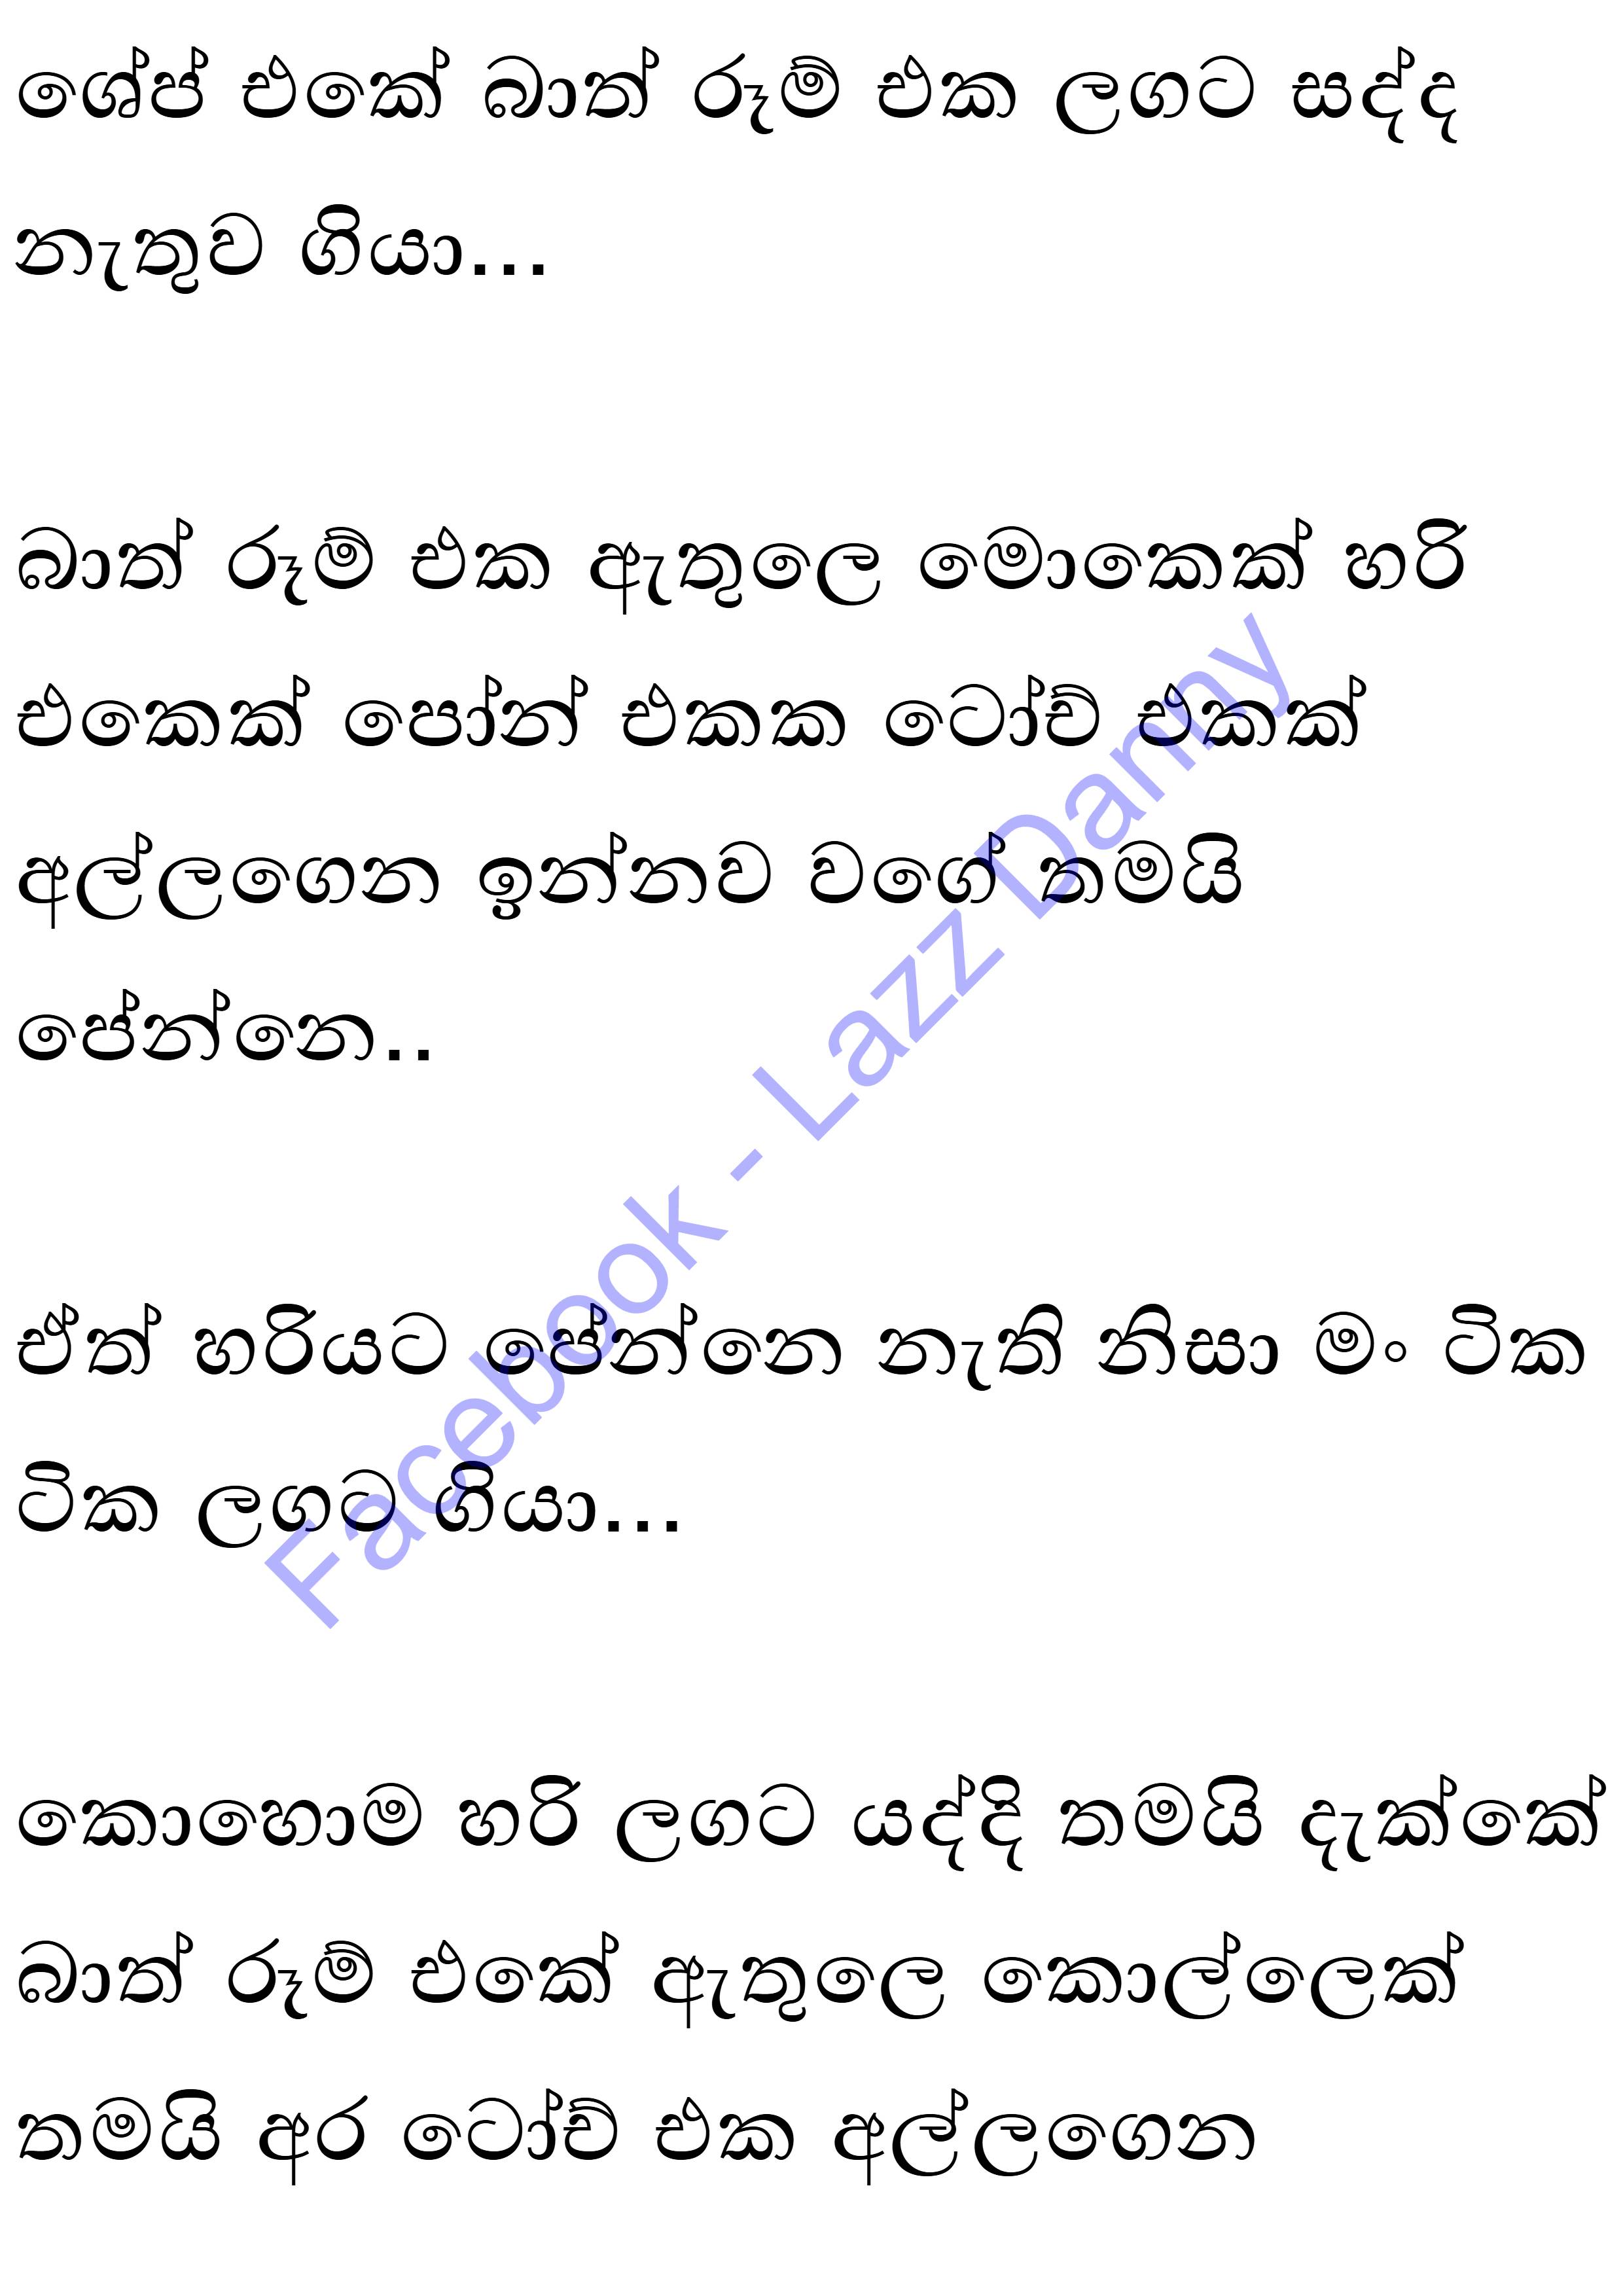 ශේප් එකේ බාත් රූම් එක ලගට සද්ද
නැතුව ගියා...
බාත් රූම් එක ඇතුලෙ මොකෙක් හරි
එකෙක් පෝන් එකක ටෝච් එකක්
අල්ලගෙන ඉන්නව වගේ තමයි
පේන්නෙ..
ඒත් හරියට පේන්නෙ නැති නිසා මං ටික
ටික ලගට ගියා...
කොහොම හරි ලගට යද්දි තමයි දැක්කේ
බාත් රූම් එකේ ඇතුලෙ කොල්ලෙක්
තමයි අර ටෝච් එක අල්ලගෙන
Facebook - Lazz Danny